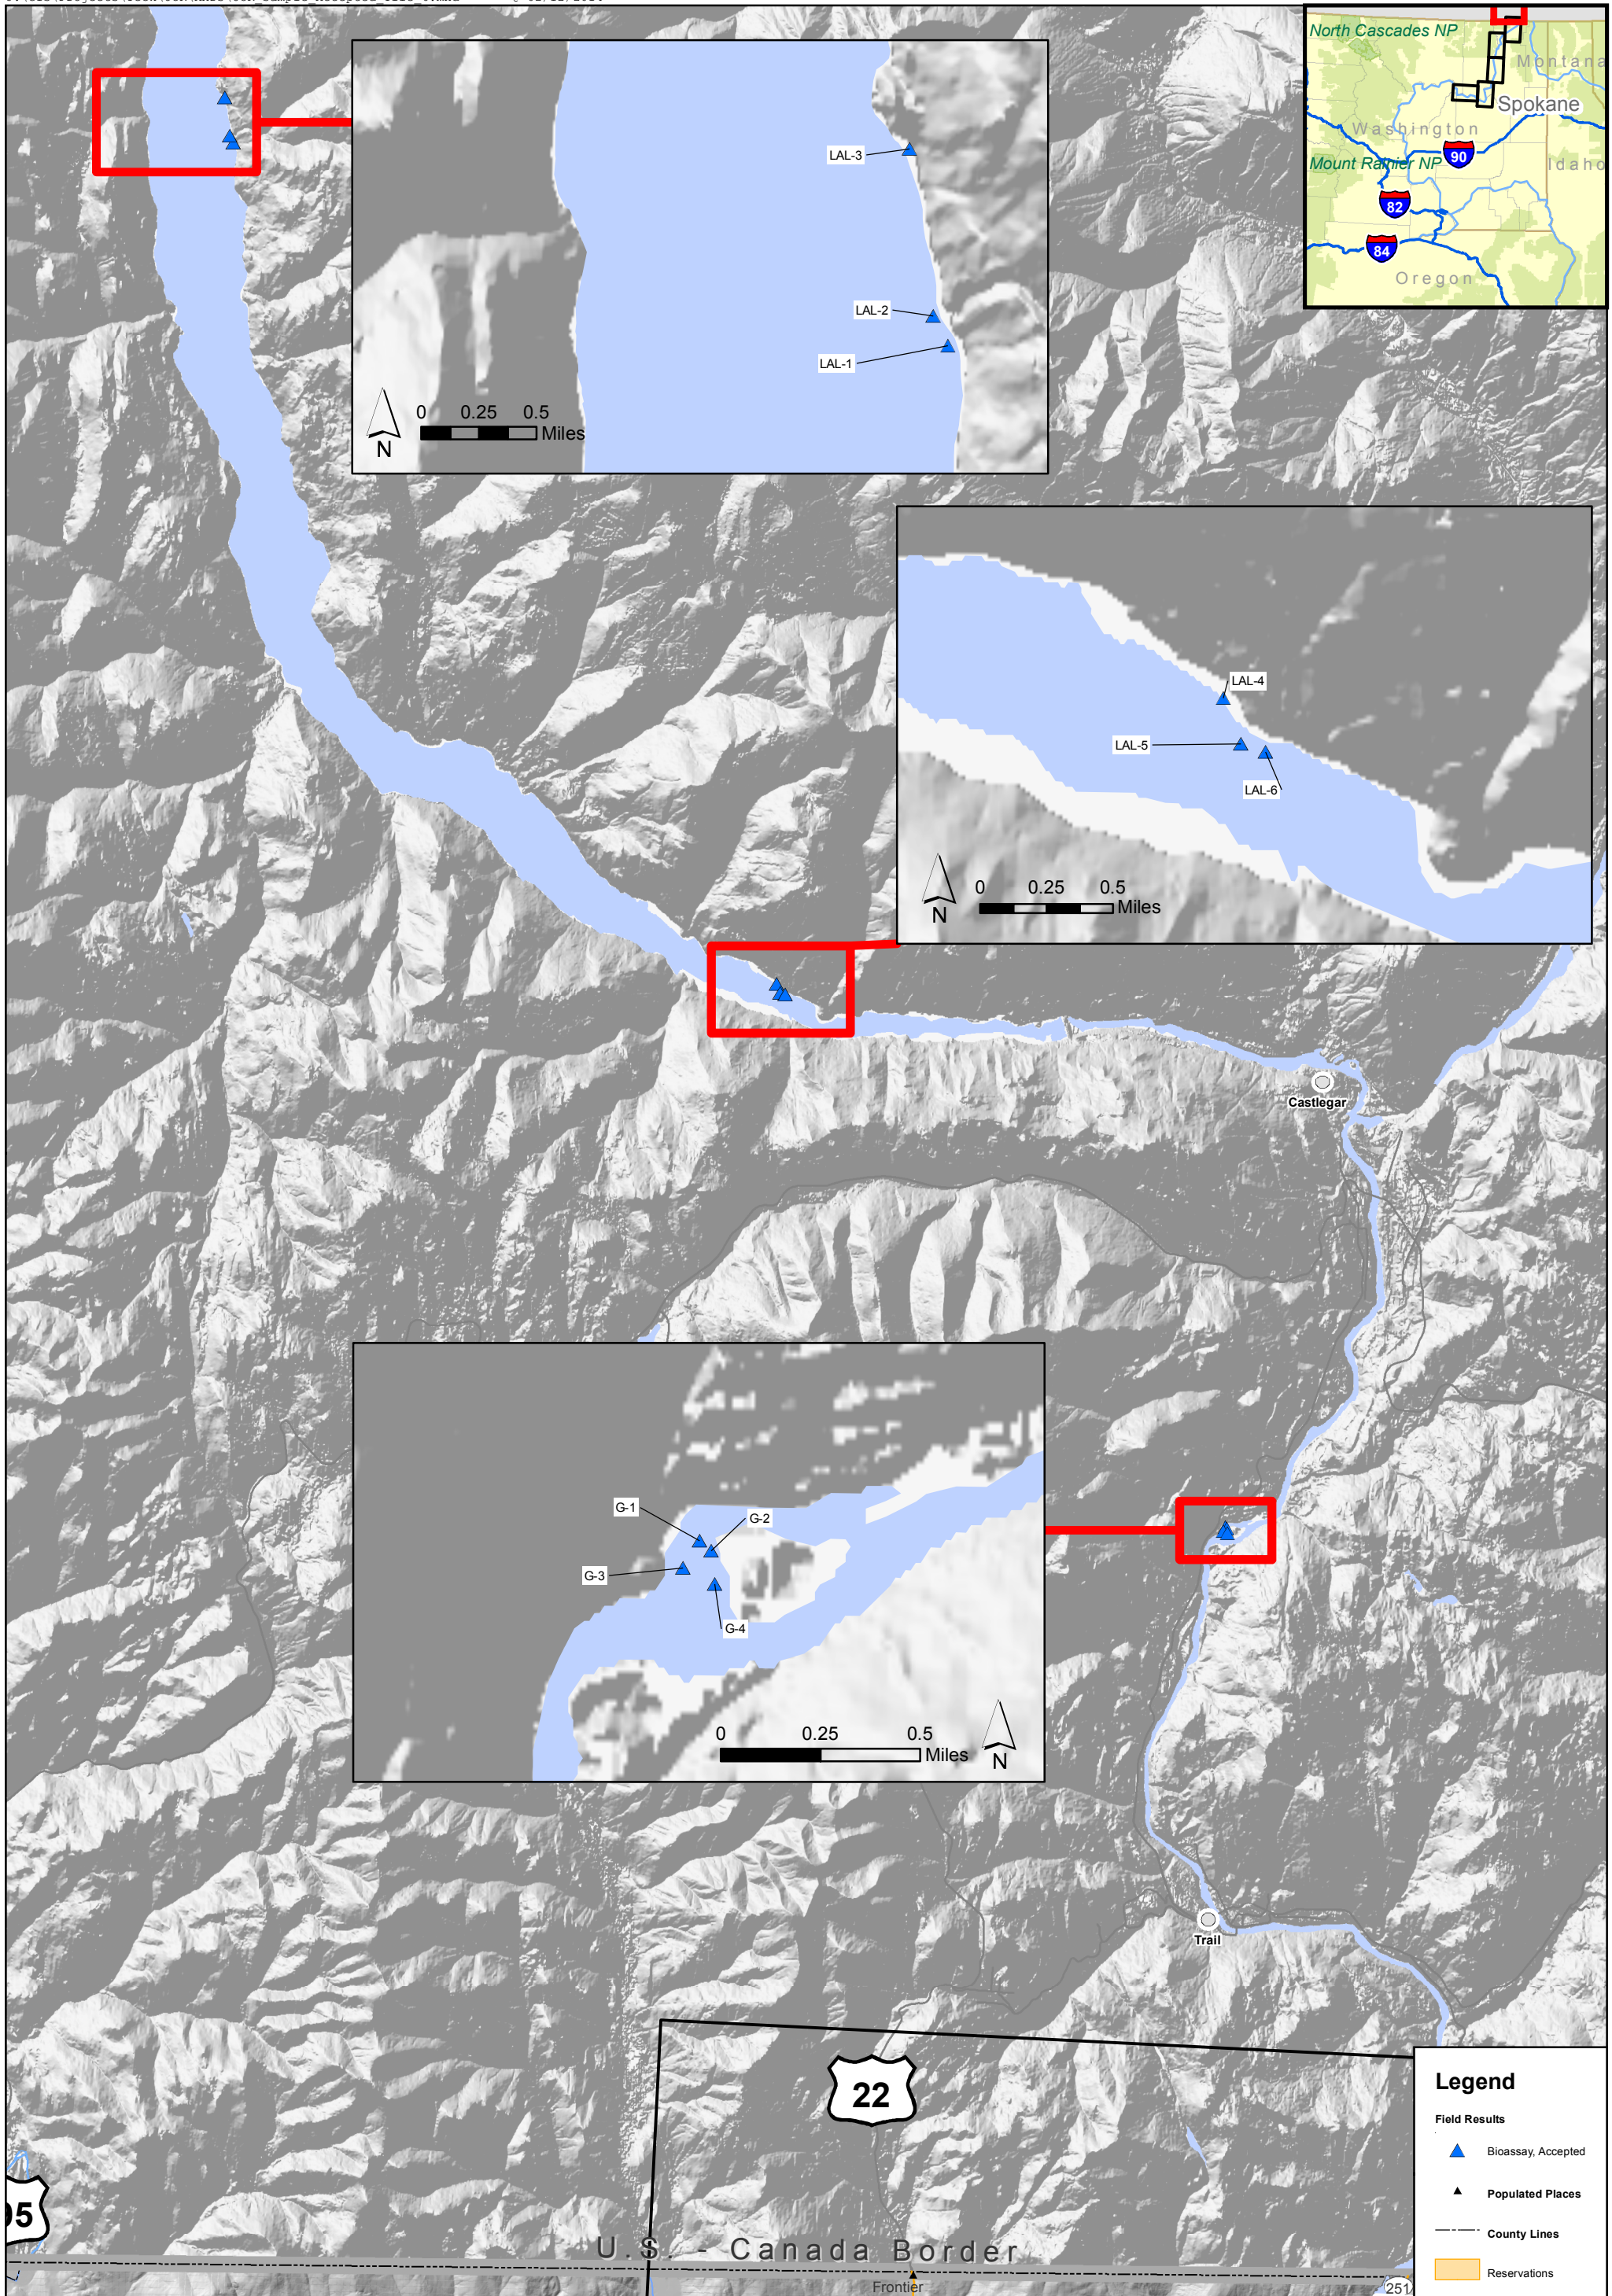 North Cascades NP
Montana
Spokane
Washington
90
Mount Rainier NP
Idaho
82
84
Oregon
LAL-3
LAL-2
LAL-1
0 0.25 0.5
Miles
N
LAL-4
LAL-5
LAL-6
0 0.25 0.5
Miles
N
Castlegar
G-1
G-2
G-3
G-4
0 0.25 0.5
Miles
N
Trail
22
Legend
Field Results
Bioassay, Accepted
Populated Places
County Lines
Reservations
95
U.S. - Canada Border
Frontier
251